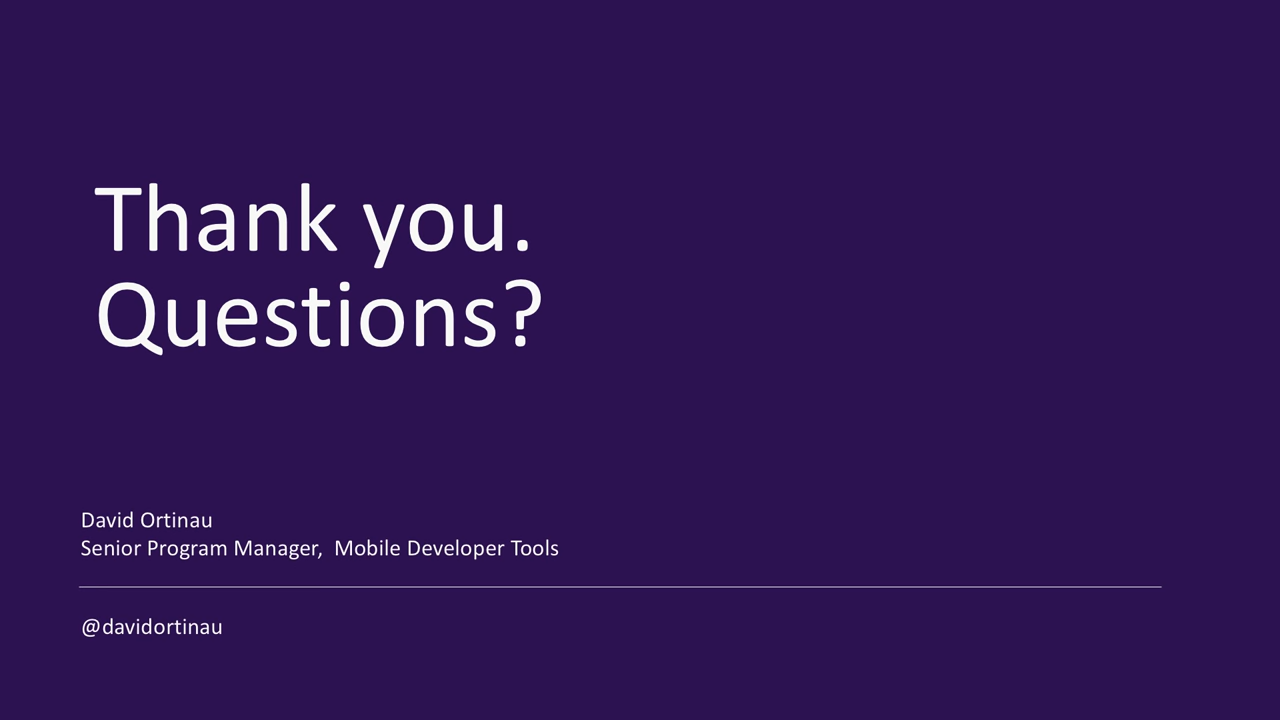 Thank you.
Questions?
David Ortinau
Senior Program Manager,  Mobile Developer Tools
@davidortinau